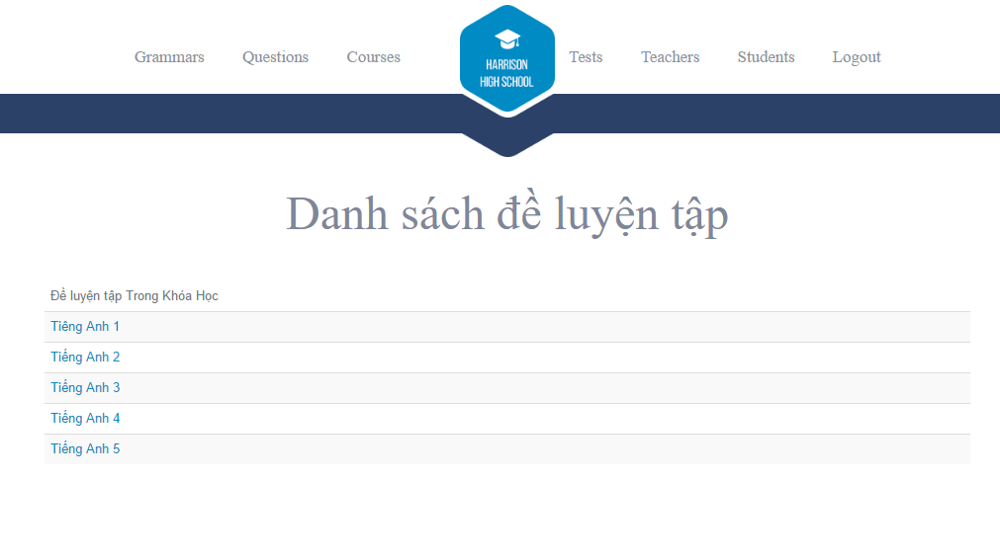 Grammars Questions Courses HARRISON HIGH SCHOOL Tests Teachers Students Logout
Danh sách đề luyện tập
Đề luyện tập Trong Khóa Học
Tiêng Anh 1
Tiếng Anh 2
Tiếng Anh 3
Tiếng Anh 4
Tiếng Anh 5